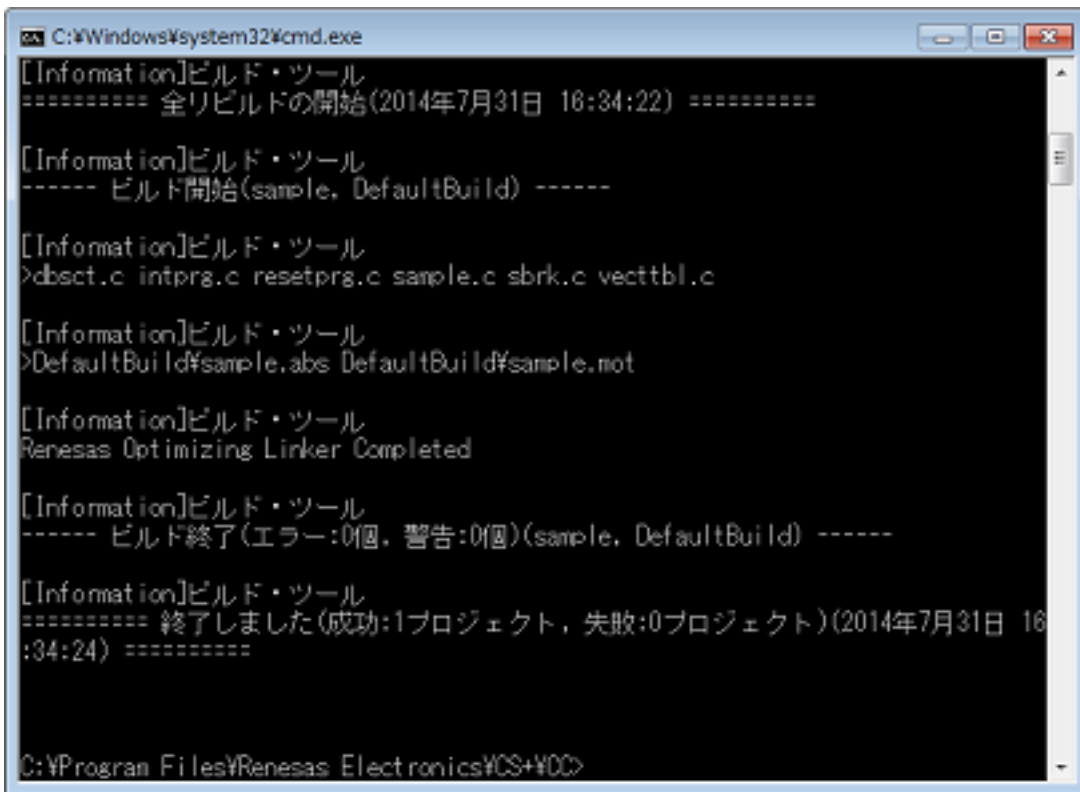 C:¥Windows¥system32¥cmd.exe
[Information]ビルド・ツール
========== 全リビルドの開始(2014年7月31日 16:34:22) ==========
[Information]ビルド・ツール
------ ビルド開始(sample, DefaultBuild) ------
[Information]ビルド・ツール
>dbsct.c intprg.c resetprg.c sample.c sbrk.c vecttbl.c
[Information]ビルド・ツール
>DefaultBuild¥sample.abs DefaultBuild¥sample.mot
[Information]ビルド・ツール
Renesas Optimizing Linker Completed
[Information]ビルド・ツール
------ ビルド終了(エラー:0個, 警告:0個)(sample, DefaultBuild) ------
[Information]ビルド・ツール
========== 終了しました(成功:1プロジェクト, 失敗:0プロジェクト)(2014年7月31日 16
:34:24) ==========
C:¥Program Files¥Renesas Electronics¥CS+¥CC>